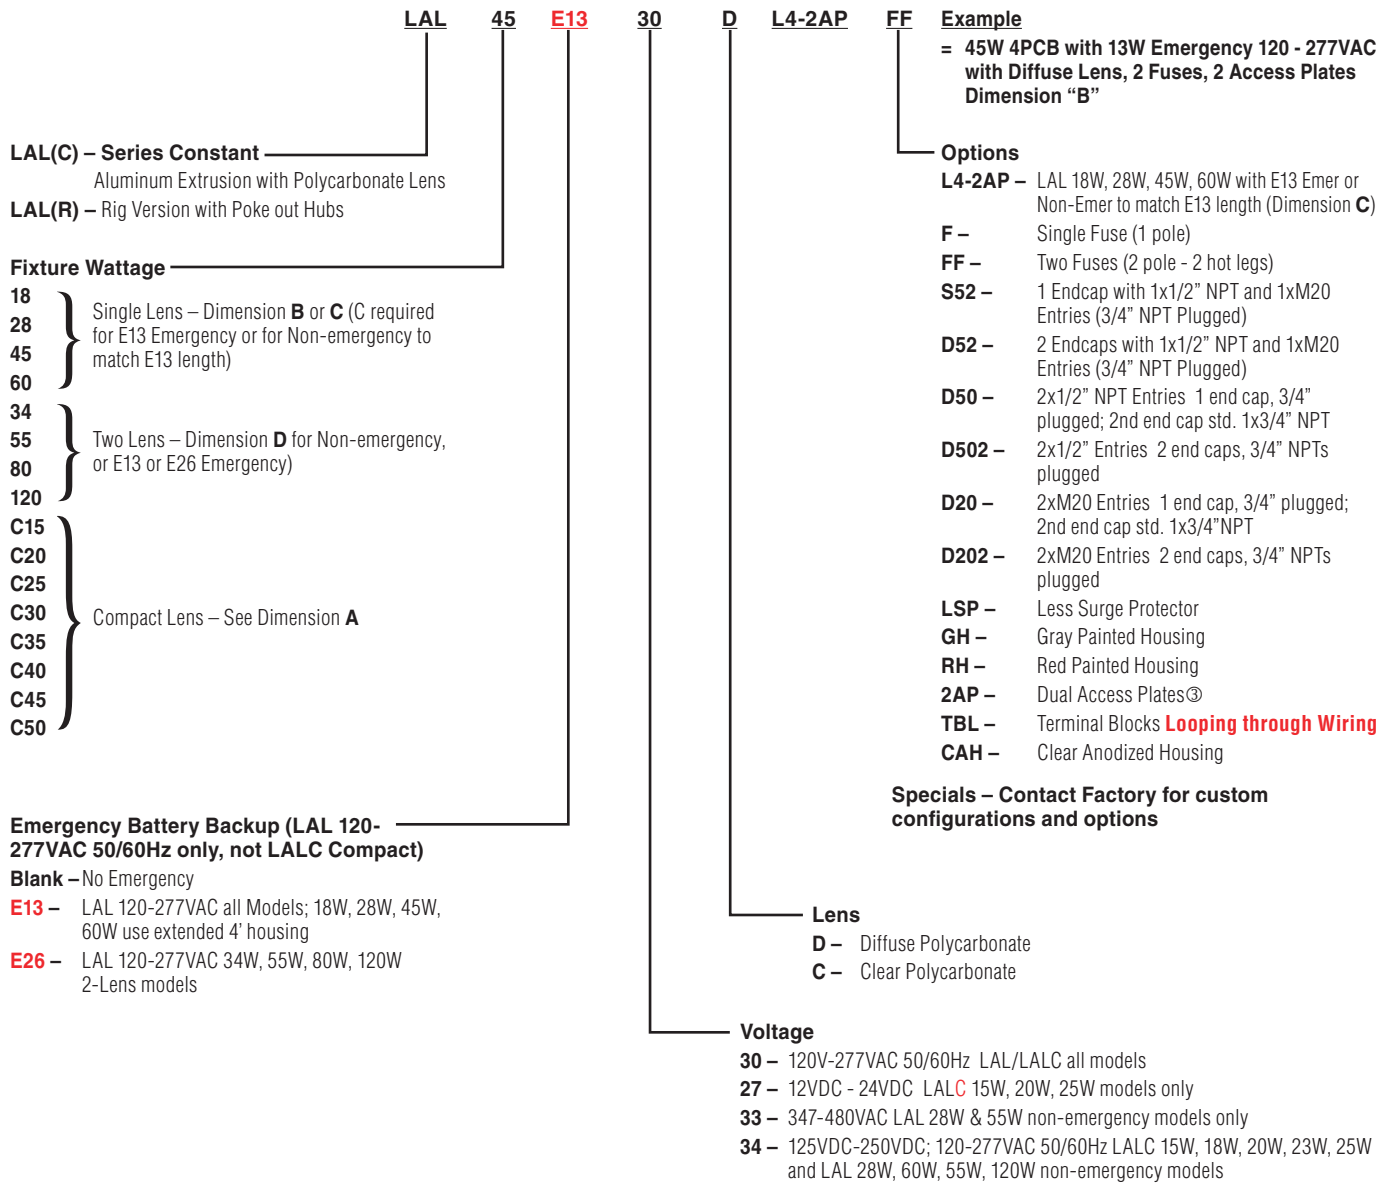 LAL 45 E13 30 D L4-2AP FF Example
= 45W 4PCB with 13W Emergency 120 - 277VAC
with Diffuse Lens, 2 Fuses, 2 Access Plates
Dimension “B”
LAL(C) – Series Constant
Aluminum Extrusion with Polycarbonate Lens
LAL(R) – Rig Version with Poke out Hubs
Fixture Wattage
18
28
45
60
Single Lens – Dimension B or C (C required
for E13 Emergency or for Non-emergency to
match E13 length)
34
55
80
120
Two Lens – Dimension D for Non-emergency,
or E13 or E26 Emergency)
C15
C20
C25
C30
C35
C40
C45
C50
Compact Lens – See Dimension A
Emergency Battery Backup (LAL 120-
277VAC 50/60Hz only, not LALC Compact)
Blank – No Emergency
E13 – LAL 120-277VAC all Models; 18W, 28W, 45W,
60W use extended 4’ housing
E26 – LAL 120-277VAC 34W, 55W, 80W, 120W
2-Lens models
Options
L4-2AP – LAL 18W, 28W, 45W, 60W with E13 Emer or
Non-Emer to match E13 length (Dimension C)
F – Single Fuse (1 pole)
FF – Two Fuses (2 pole - 2 hot legs)
S52 – 1 Endcap with 1x1/2” NPT and 1xM20
Entries (3/4” NPT Plugged)
D52 – 2 Endcaps with 1x1/2” NPT and 1xM20
Entries (3/4” NPT Plugged)
D50 – 2x1/2” NPT Entries 1 end cap, 3/4”
plugged; 2nd end cap std. 1x3/4” NPT
D502 – 2x1/2” Entries 2 end caps, 3/4” NPTs
plugged
D20 – 2xM20 Entries 1 end cap, 3/4” plugged;
2nd end cap std. 1x3/4”NPT
D202 – 2xM20 Entries 2 end caps, 3/4” NPTs
plugged
LSP – Less Surge Protector
GH – Gray Painted Housing
RH – Red Painted Housing
2AP – Dual Access Plates③
TBL – Terminal Blocks Looping through Wiring
CAH – Clear Anodized Housing
Specials – Contact Factory for custom
configurations and options
Lens
D – Diffuse Polycarbonate
C – Clear Polycarbonate
Voltage
30 – 120V-277VAC 50/60Hz LAL/LALC all models
27 – 12VDC - 24VDC LALC 15W, 20W, 25W models only
33 – 347-480VAC LAL 28W & 55W non-emergency models only
34 – 125VDC-250VDC; 120-277VAC 50/60Hz LALC 15W, 18W, 20W, 23W, 25W
and LAL 28W, 60W, 55W, 120W non-emergency models